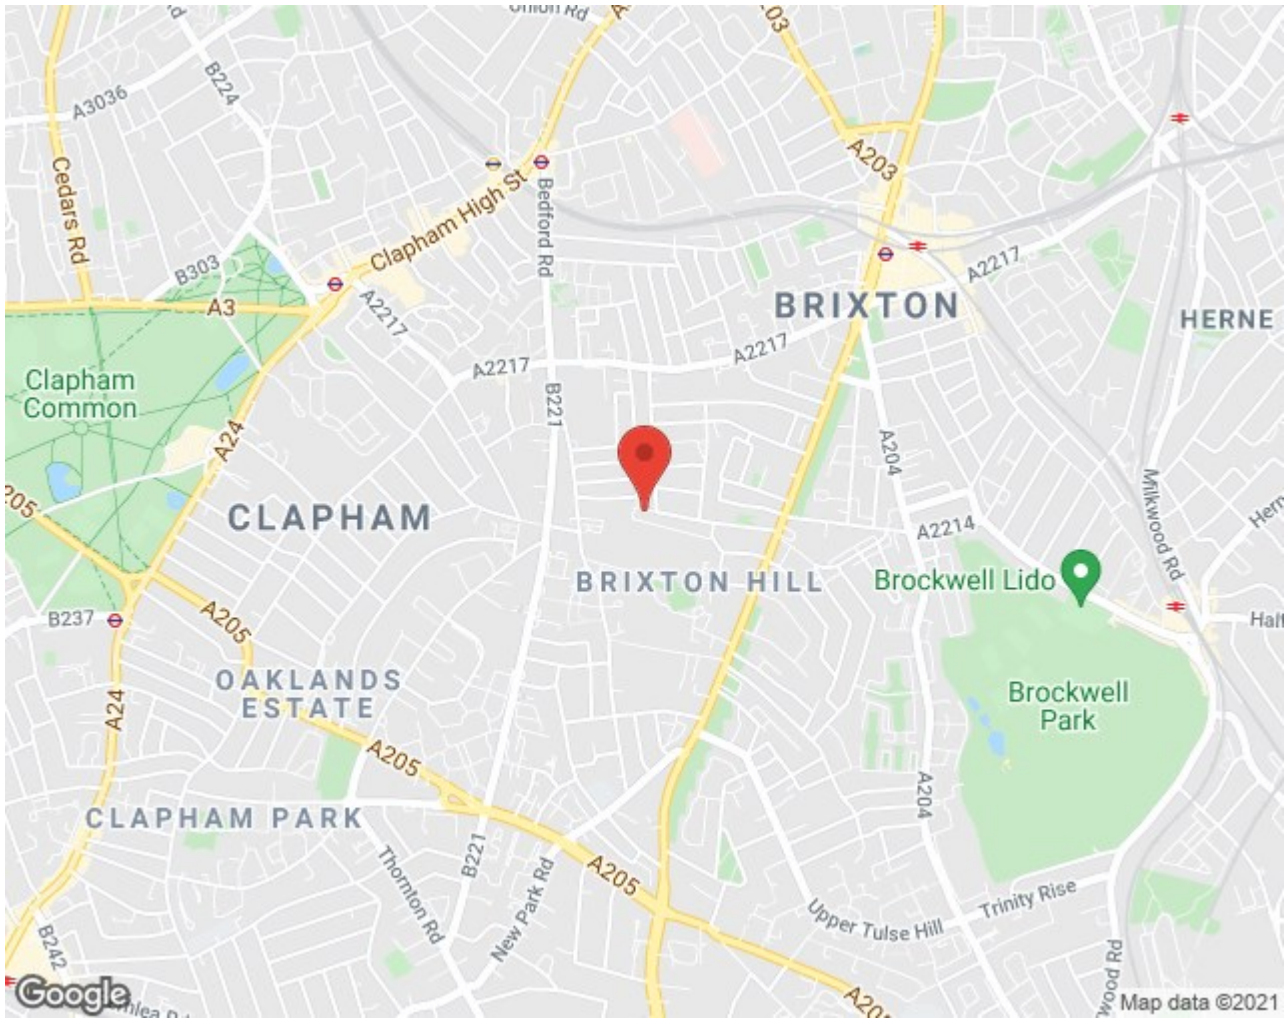 Union Rd
A203
B224
A3036
A203
Cedars Rd
Clapham High St
Bedford Rd
B303
A2217
A3
A2217
BRIXTON
HERNE
A2217
A2217
Clapham
Common
B221
A24
A204
Milkwood Rd
205
CLAPHAM
A2214
BRIXTON HILL
Brockwell Lido
B237
A205
Half
OAKLANDS
ESTATE
Brockwell
Park
A24
A205
A204
CLAPHAM PARK
Thornton Rd
B221
New Park Rd
A205
Upper Tulse Hill
Trinity Rise
B242
Google
Map data ©2021